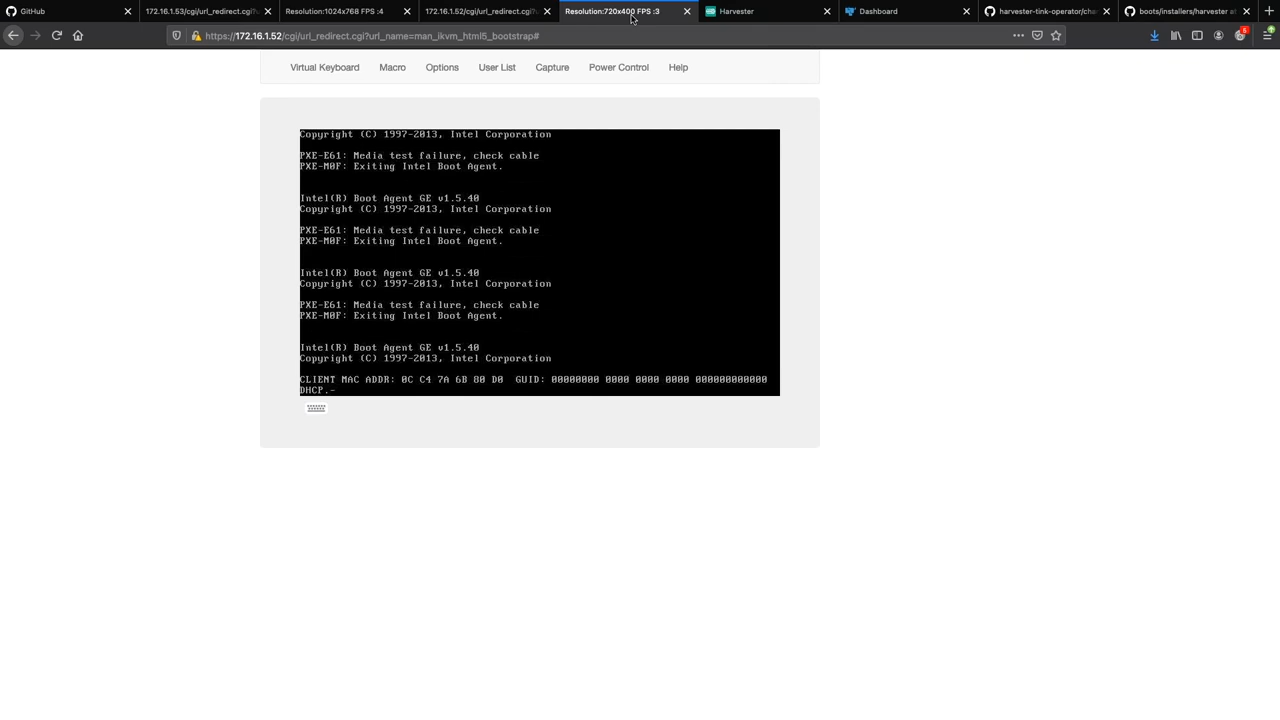 GitHub
172.16.1.53/cgi/url_redirect.cgi?
Resolution:1024x768 FPS :4
172.16.1.52/cgi/url_redirect.cgi?
Resolution:720x400 FPS :3
Harvester
Dashboard
harvester-tink-operator/cha
boots/installers/harvester a
https://172.16.1.52/cgi/url_redirect.cgi?url_name=man_ikvm_html5_bootstrap#
Virtual Keyboard
Macro
Options
User List
Capture
Power Control
Help
Copyright (C) 1997-2013, Intel Corporation
PXE-E61: Media test failure, check cable
PXE-M0F: Exiting Intel Boot Agent.
Intel(R) Boot Agent GE v1.5.40
Copyright (C) 1997-2013, Intel Corporation
PXE-E61: Media test failure, check cable
PXE-M0F: Exiting Intel Boot Agent.
Intel(R) Boot Agent GE v1.5.40
Copyright (C) 1997-2013, Intel Corporation
PXE-E61: Media test failure, check cable
PXE-M0F: Exiting Intel Boot Agent.
Intel(R) Boot Agent GE v1.5.40
Copyright (C) 1997-2013, Intel Corporation
CLIENT MAC ADDR: 0C C4 7A 6B 80 D0  GUID: 00000000 0000 0000 0000 000000000000
DHCP.-